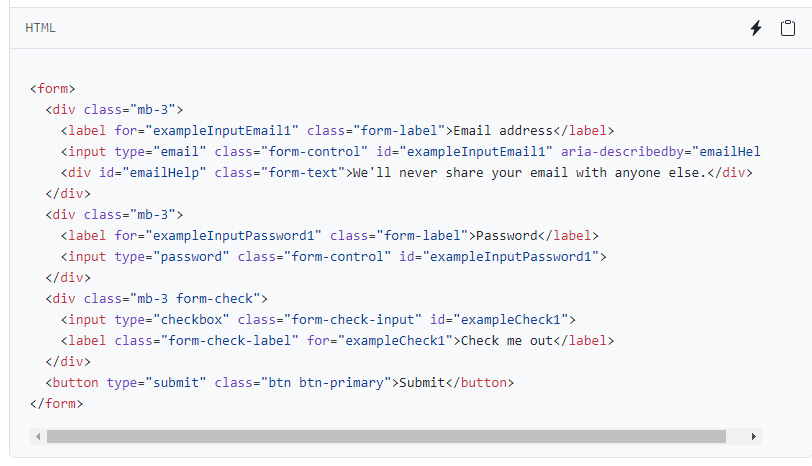 HTML
<form>
  <div class="mb-3">
    <label for="exampleInputEmail1" class="form-label">Email address</label>
    <input type="email" class="form-control" id="exampleInputEmail1" aria-describedby="emailHel
    <div id="emailHelp" class="form-text">We'll never share your email with anyone else.</div>
  </div>
  <div class="mb-3">
    <label for="exampleInputPassword1" class="form-label">Password</label>
    <input type="password" class="form-control" id="exampleInputPassword1">
  </div>
  <div class="mb-3 form-check">
    <input type="checkbox" class="form-check-input" id="exampleCheck1">
    <label class="form-check-label" for="exampleCheck1">Check me out</label>
  </div>
  <button type="submit" class="btn btn-primary">Submit</button>
</form>